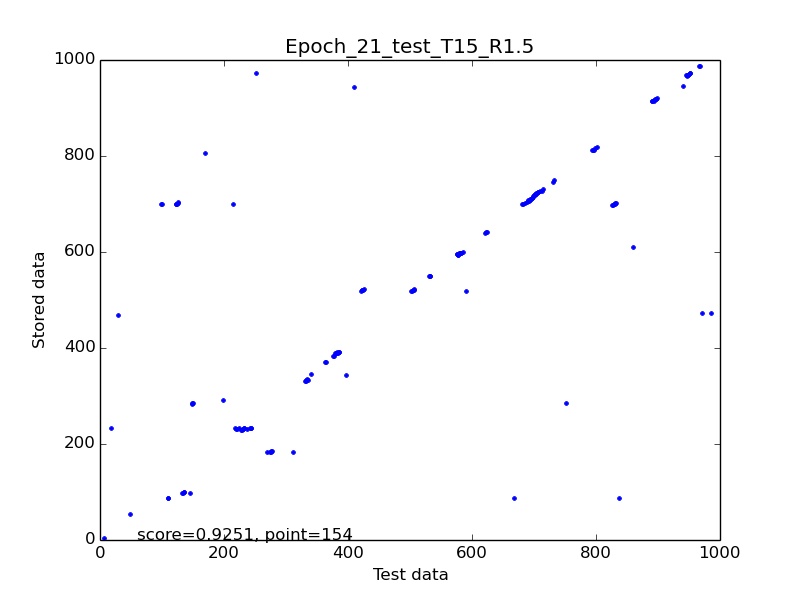 Epoch_21_test_T15_R1.5
1000
800
600
400
200
0
Stored data
score=0.9251, point=154
0 200 400 600 800 1000
Test data